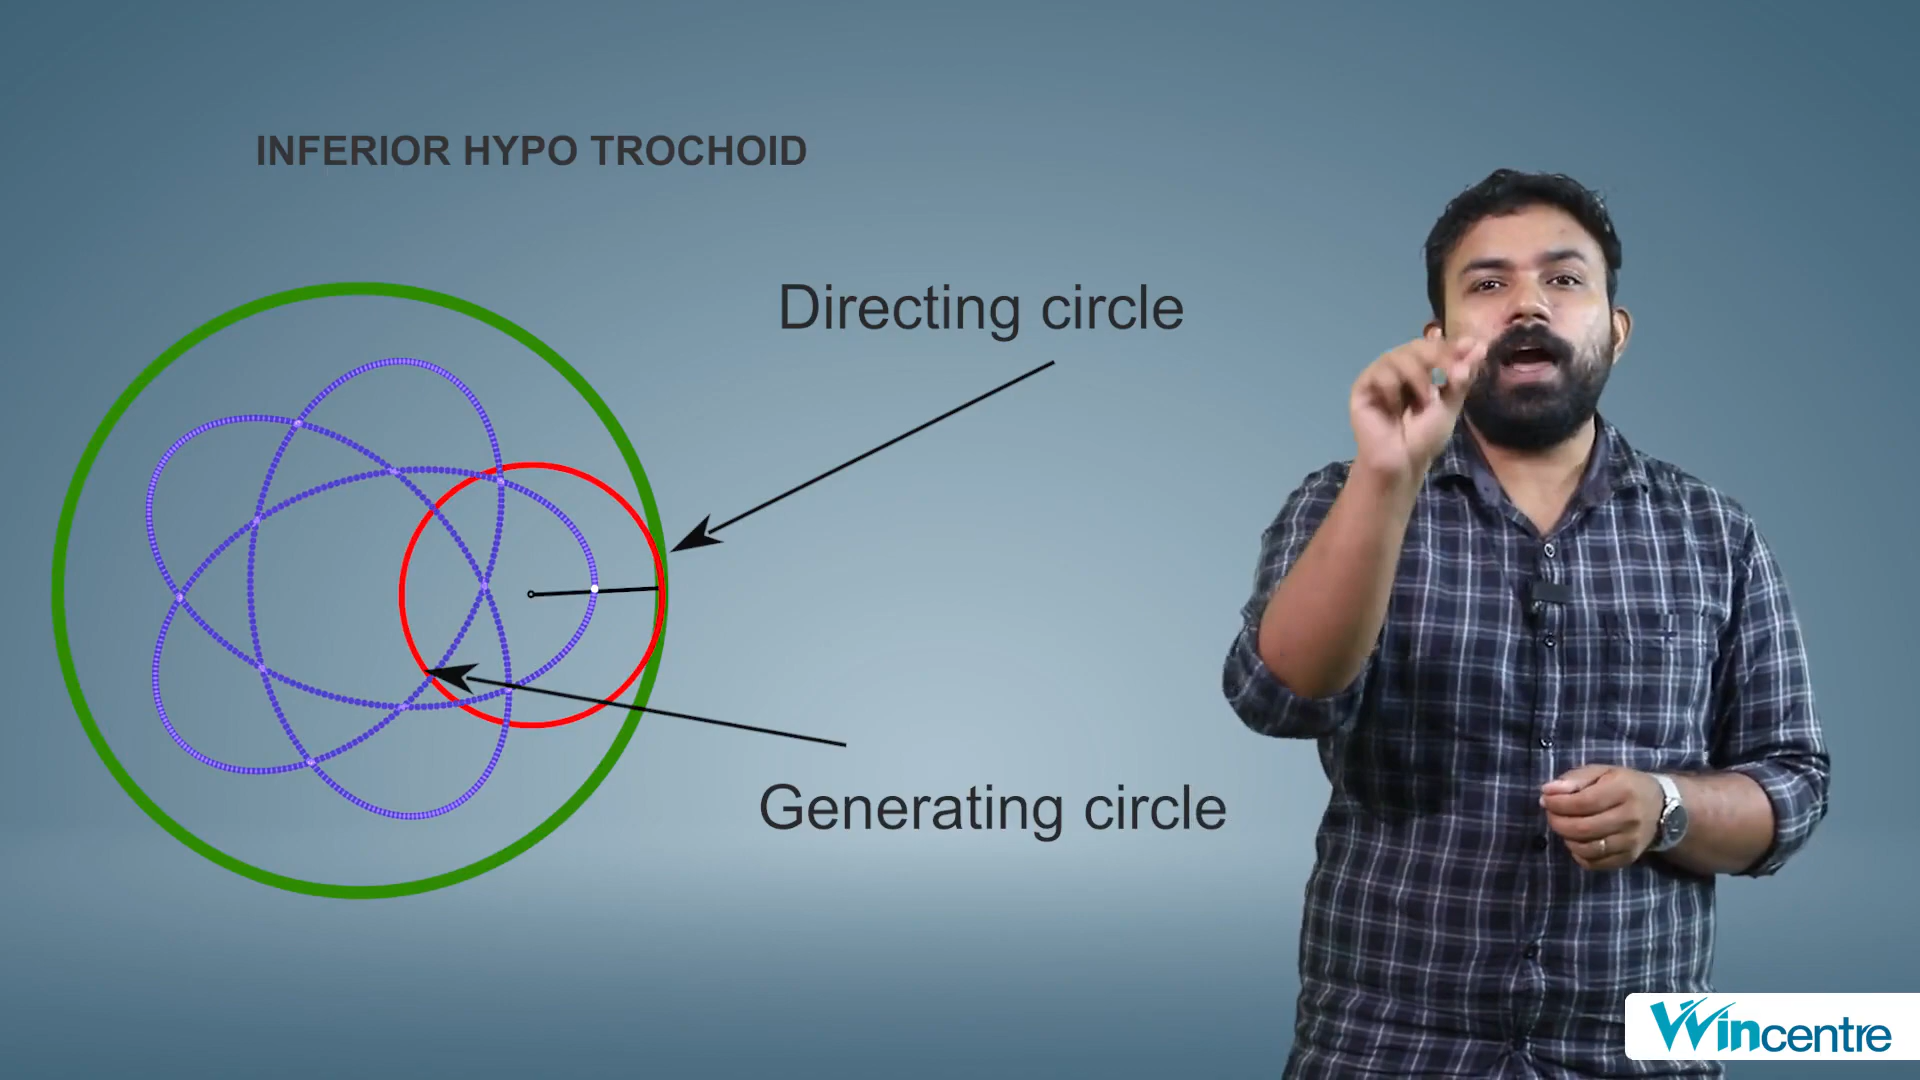 INFERIOR HYPO TROCHOID
Directing circle
Generating circle
Wincentre